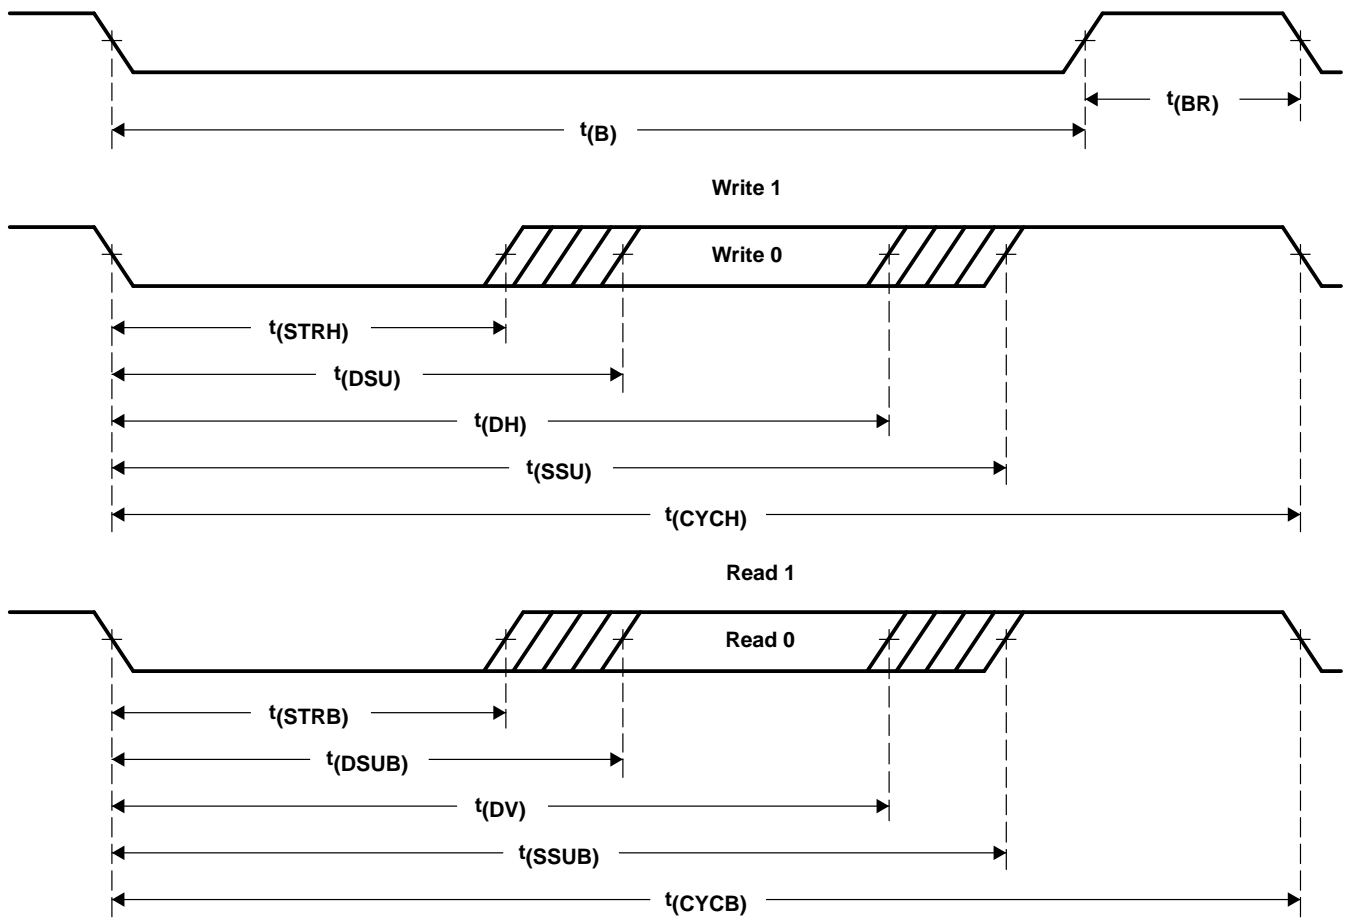 t(BR)
t(B)
Write 1
Write 0
t(STRH)
t(DSU)
t(DH)
t(SSU)
t(CYCH)
Read 1
Read 0
t(STRB)
t(DSUB)
t(DV)
t(SSUB)
t(CYCB)